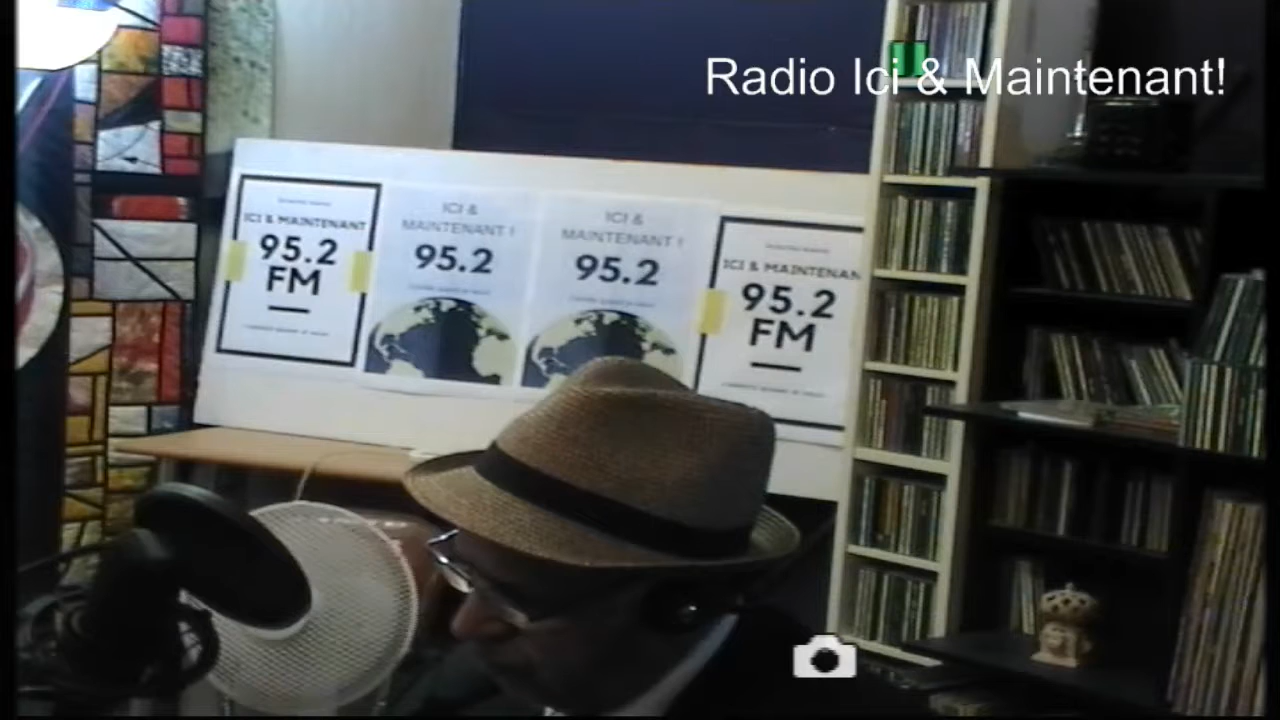 Radio Ici & Maintenant!
ICI & MAINTENANT
95.2
FM
ICI &
MAINTENANT !
95.2
ICI &
MAINTENANT !
95.2
ICI & MAINTENAN
95.2
FM